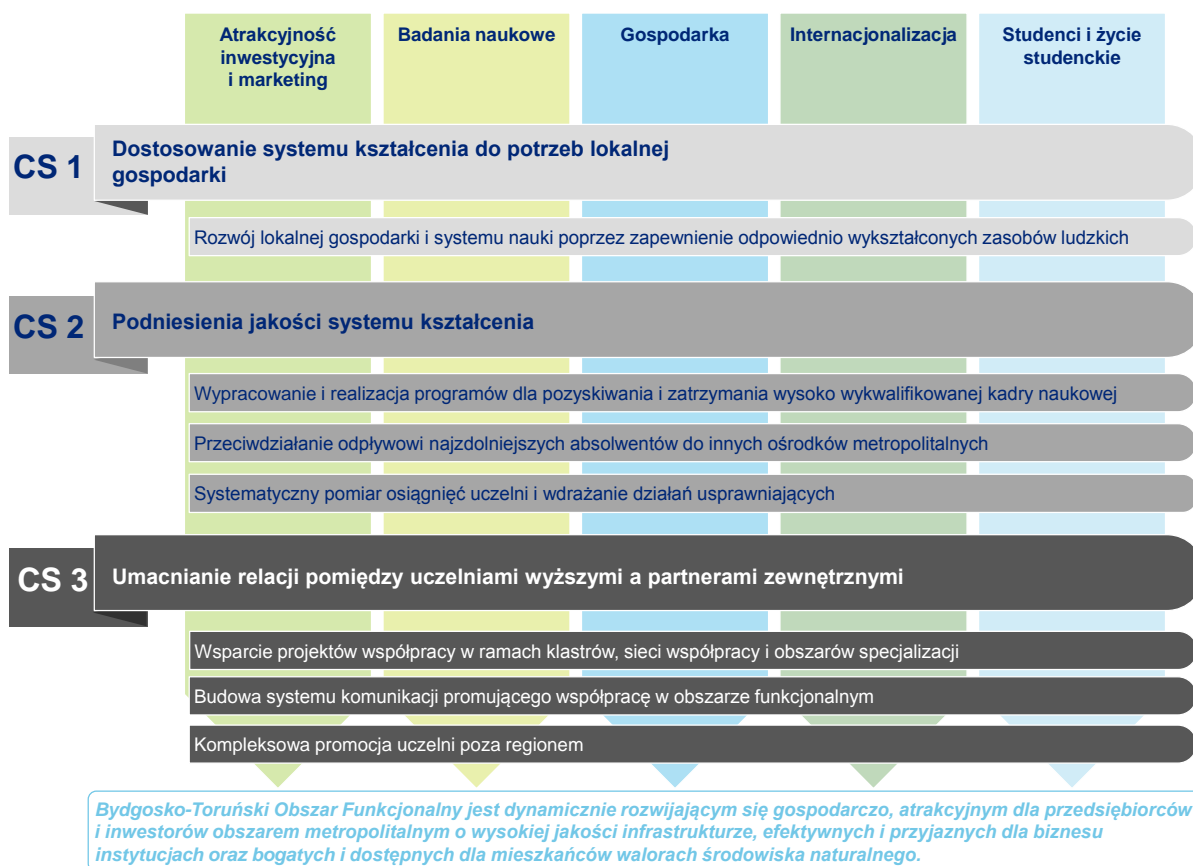 Atrakcyjność
inwestycyjna
i marketing
Badania naukowe
Gospodarka
Internacjonalizacja
Studenci i życie
studenckie
CS 1
Dostosowanie systemu kształcenia do potrzeb lokalnej
gospodarki
Rozwój lokalnej gospodarki i systemu nauki poprzez zapewnienie odpowiednio wykształconych zasobów ludzkich
CS 2
Podniesienia jakości systemu kształcenia
Wypracowanie i realizacja programów dla pozyskiwania i zatrzymania wysoko wykwalifikowanej kadry naukowej
Przeciwdziałanie odpływowi najzdolniejszych absolwentów do innych ośrodków metropolitalnych
Systematyczny pomiar osiągnięć uczelni i wdrażanie działań usprawniających
CS 3
Umacnianie relacji pomiędzy uczelniami wyższymi a partnerami zewnętrznymi
Wsparcie projektów współpracy w ramach klastrów, sieci współpracy i obszarów specjalizacji
Budowa systemu komunikacji promującego współpracę w obszarze funkcjonalnym
Kompleksowa promocja uczelni poza regionem
Bydgosko-Toruński Obszar Funkcjonalny jest dynamicznie rozwijającym się gospodarczo, atrakcyjnym dla przedsiębiorców
i inwestorów obszarem metropolitalnym o wysokiej jakości infrastrukturze, efektywnych i przyjaznych dla biznesu
instytucjach oraz bogatych i dostępnych dla mieszkańców walorach środowiska naturalnego.